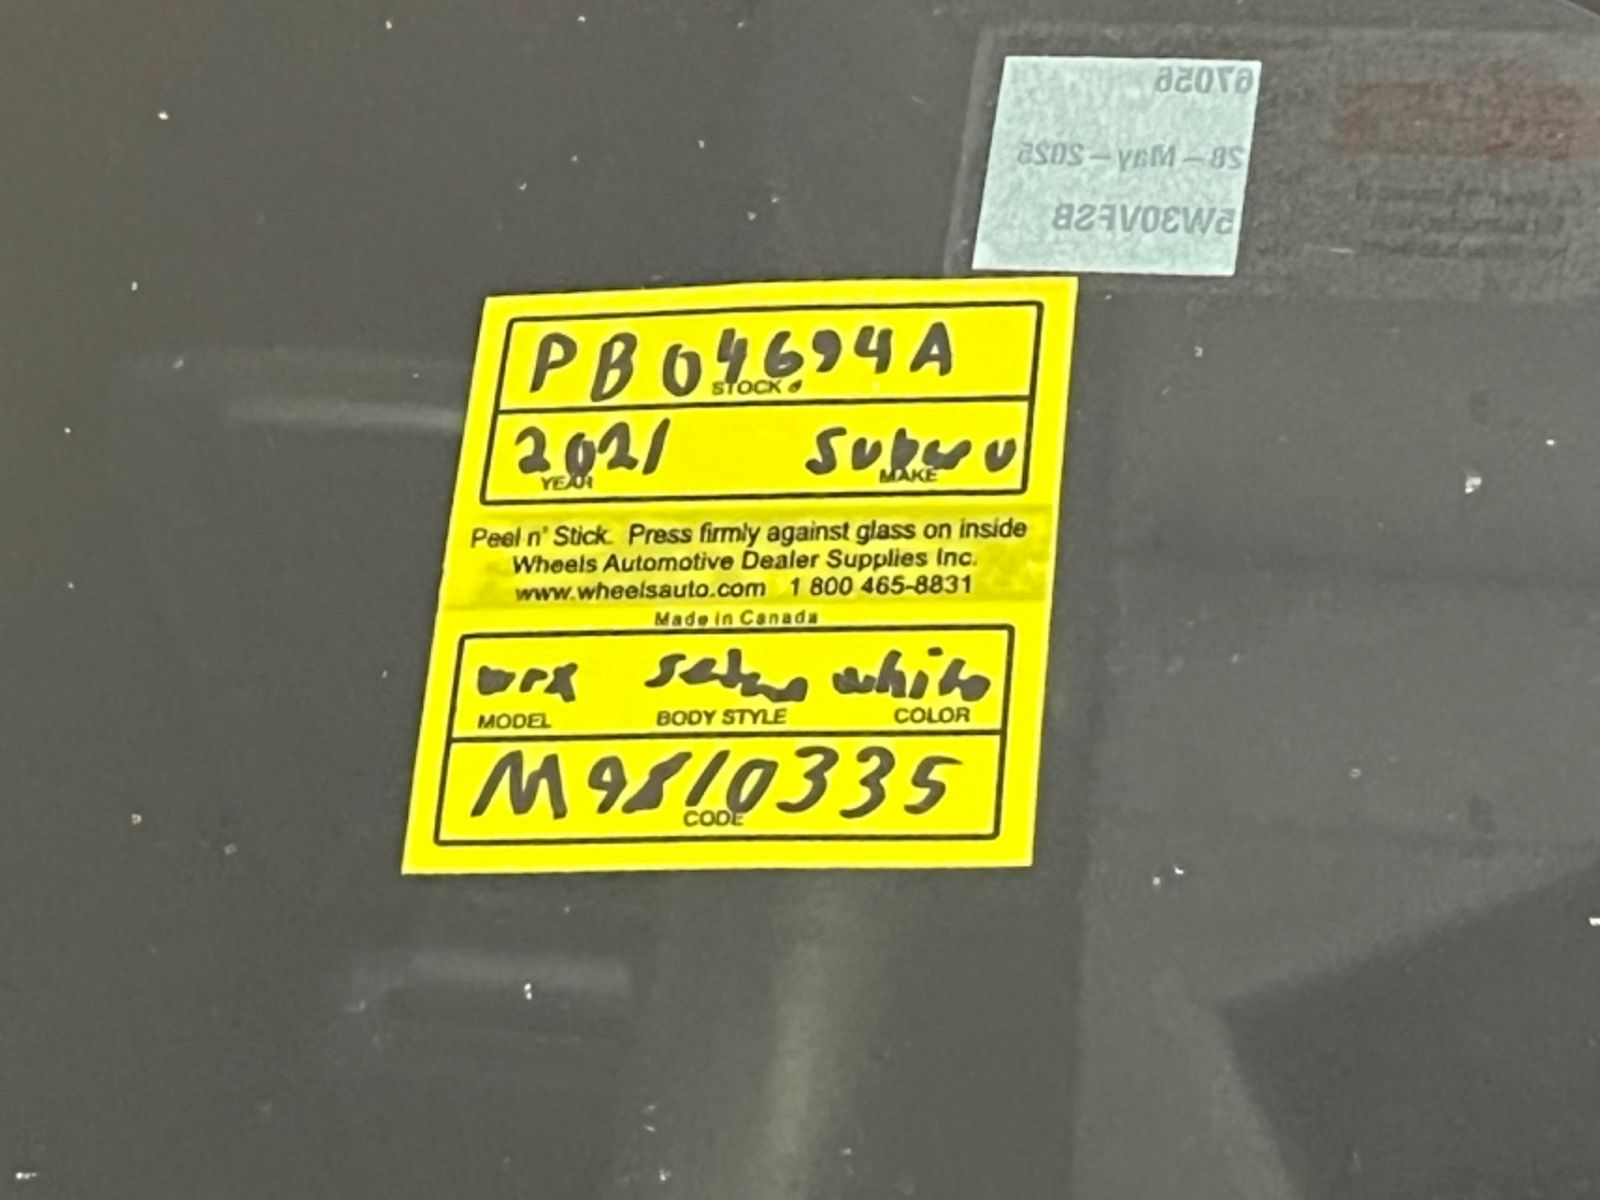 67056
28-May-2025
5W30VFSB
PB04694A
STOCK #
2021 Subaru
YEAR MAKE
Peel n' Stick. Press firmly against glass on inside
Wheels Automotive Dealer Supplies Inc.
www.wheelsauto.com 1 800 465-8831
Made in Canada
wrx sedan white
MODEL BODY STYLE COLOR
M9810335
CODE